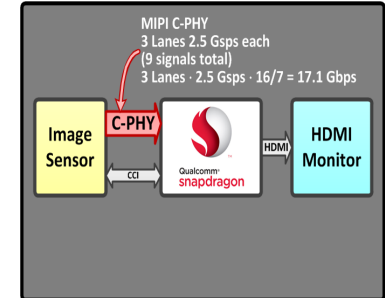 MIPI C-PHY
3 Lanes 2.5 Gsps each
(9 signals total)
3 Lanes · 2.5 Gsps · 16/7 = 17.1 Gbps
Image
Sensor
C-PHY
CCI
Qualcomm®
snapdragon™
HDMI
HDMI
Monitor